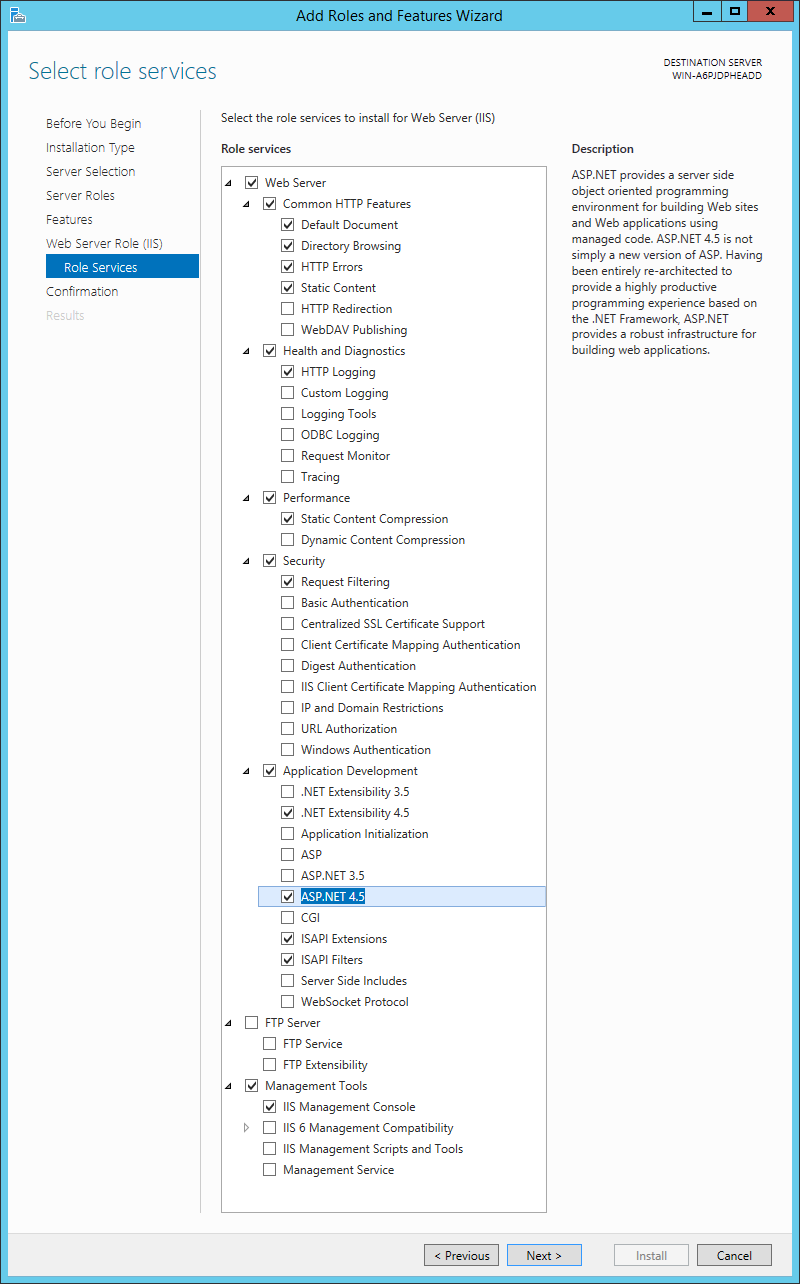 Add Roles and Features Wizard
Select role services
DESTINATION SERVER
WIN-A6PJDPHEADD
Before You Begin
Installation Type
Server Selection
Server Roles
Features
Web Server Role (IIS)
Role Services
Confirmation
Results
Select the role services to install for Web Server (IIS)
Role services
Web Server
Common HTTP Features
Default Document
Directory Browsing
HTTP Errors
Static Content
HTTP Redirection
WebDAV Publishing
Health and Diagnostics
HTTP Logging
Custom Logging
Logging Tools
ODBC Logging
Request Monitor
Tracing
Performance
Static Content Compression
Dynamic Content Compression
Security
Request Filtering
Basic Authentication
Centralized SSL Certificate Support
Client Certificate Mapping Authentication
Digest Authentication
IIS Client Certificate Mapping Authentication
IP and Domain Restrictions
URL Authorization
Windows Authentication
Application Development
.NET Extensibility 3.5
.NET Extensibility 4.5
Application Initialization
ASP
ASP.NET 3.5
ASP.NET 4.5
CGI
ISAPI Extensions
ISAPI Filters
Server Side Includes
WebSocket Protocol
FTP Server
FTP Service
FTP Extensibility
Management Tools
IIS Management Console
IIS 6 Management Compatibility
IIS Management Scripts and Tools
Management Service
Description
ASP.NET provides a server side
object oriented programming
environment for building Web sites
and Web applications using
managed code. ASP.NET 4.5 is not
simply a new version of ASP. Having
been entirely re-architected to
provide a highly productive
programming experience based on
the .NET Framework, ASP.NET
provides a robust infrastructure for
building web applications.
< Previous
Next >
Install
Cancel